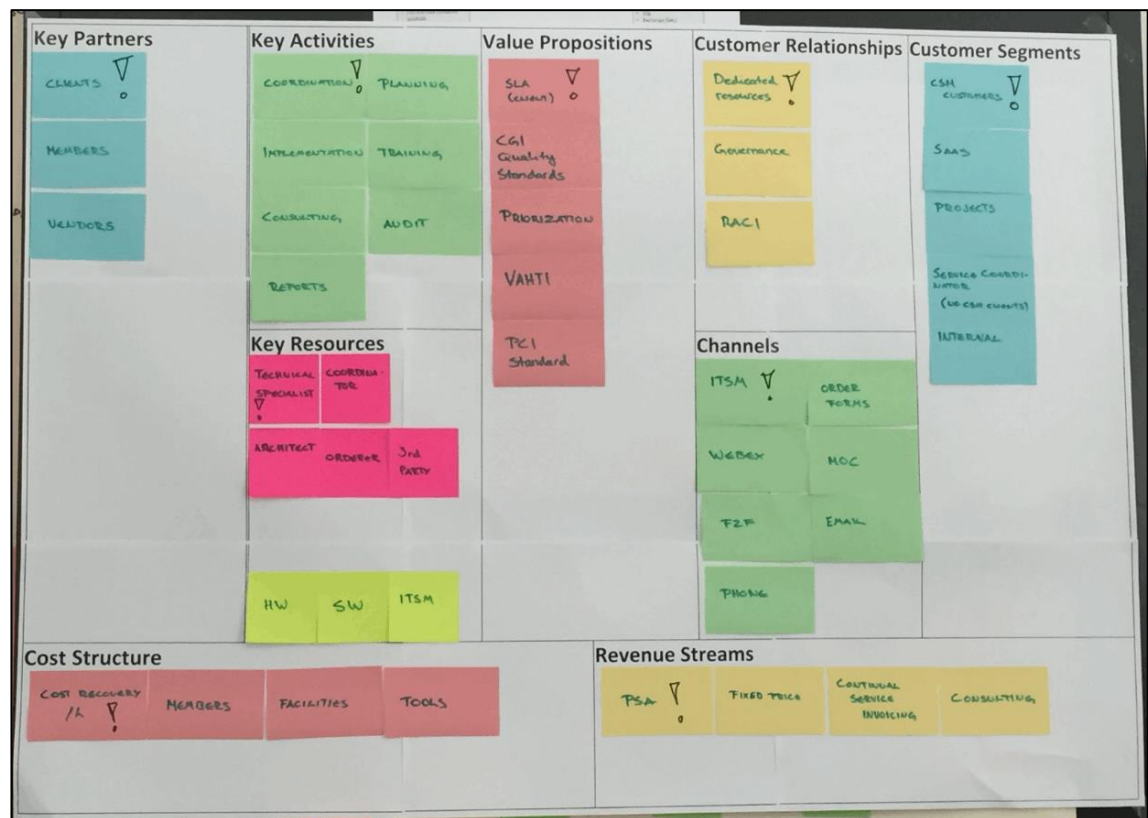 Key Partners
CLIENTS !
MEMBERS
VENDORS
Key Activities
COORDINATION !
PLANNING
IMPLEMENTATION
TRAINING
CONSULTING
AUDIT
REPORTS
Key Resources
TECHNICAL
SPECIALIST
!
COORDINA-
TOR
ARCHITECT
ORDERER
3rd
PARTY
HW
SW
ITSM
Value Propositions
SLA !
(CLIENT)
CGI
Quality
Standards
PRIORIZATION
VAHTI
PCI
Standard
Customer Relationships
Dedicated !
resources
Governance
RACI
Channels
ITSM !
ORDER
FORMS
WEBEX
MOC
F2F
EMAIL
PHONE
Customer Segments
CSM !
CUSTOMERS
SAAS
PROJECTS
SERVICE COORDI-
NATOR
(NO CSM CLIENTS)
INTERNAL
Cost Structure
COST RECOVERY
/h !
MEMBERS
FACILITIES
TOOLS
Revenue Streams
PSA !
FIXED PRICE
CONTINUAL
SERVICE
INVOICING
CONSULTING